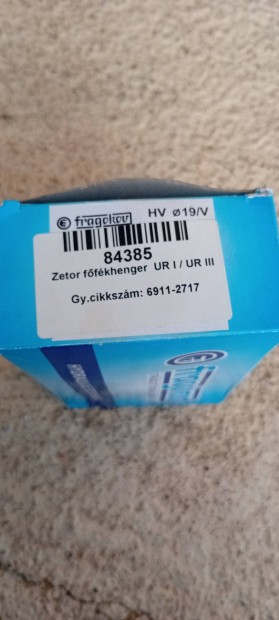 fragokov HV ø19/V
84385
Zetor főfékhenger UR I / UR III
Gy.cikkszám: 6911-2717